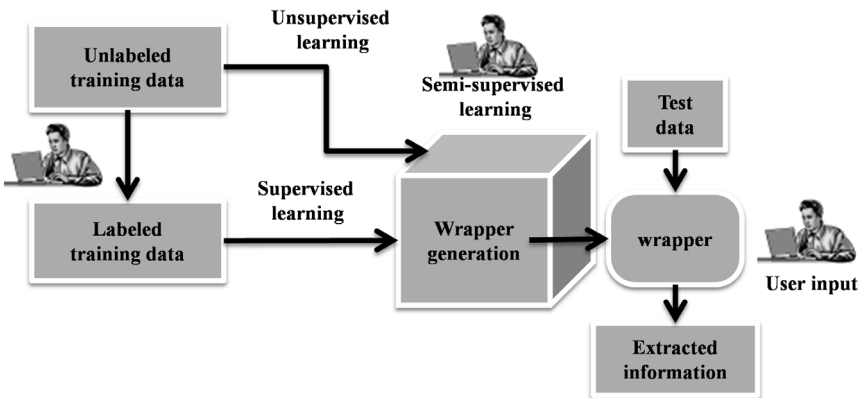 Unsupervised
learning
Unlabeled
training data
Semi-supervised
learning
Test
data
Labeled
training data
Supervised
learning
Wrapper
generation
wrapper
User input
Extracted
information